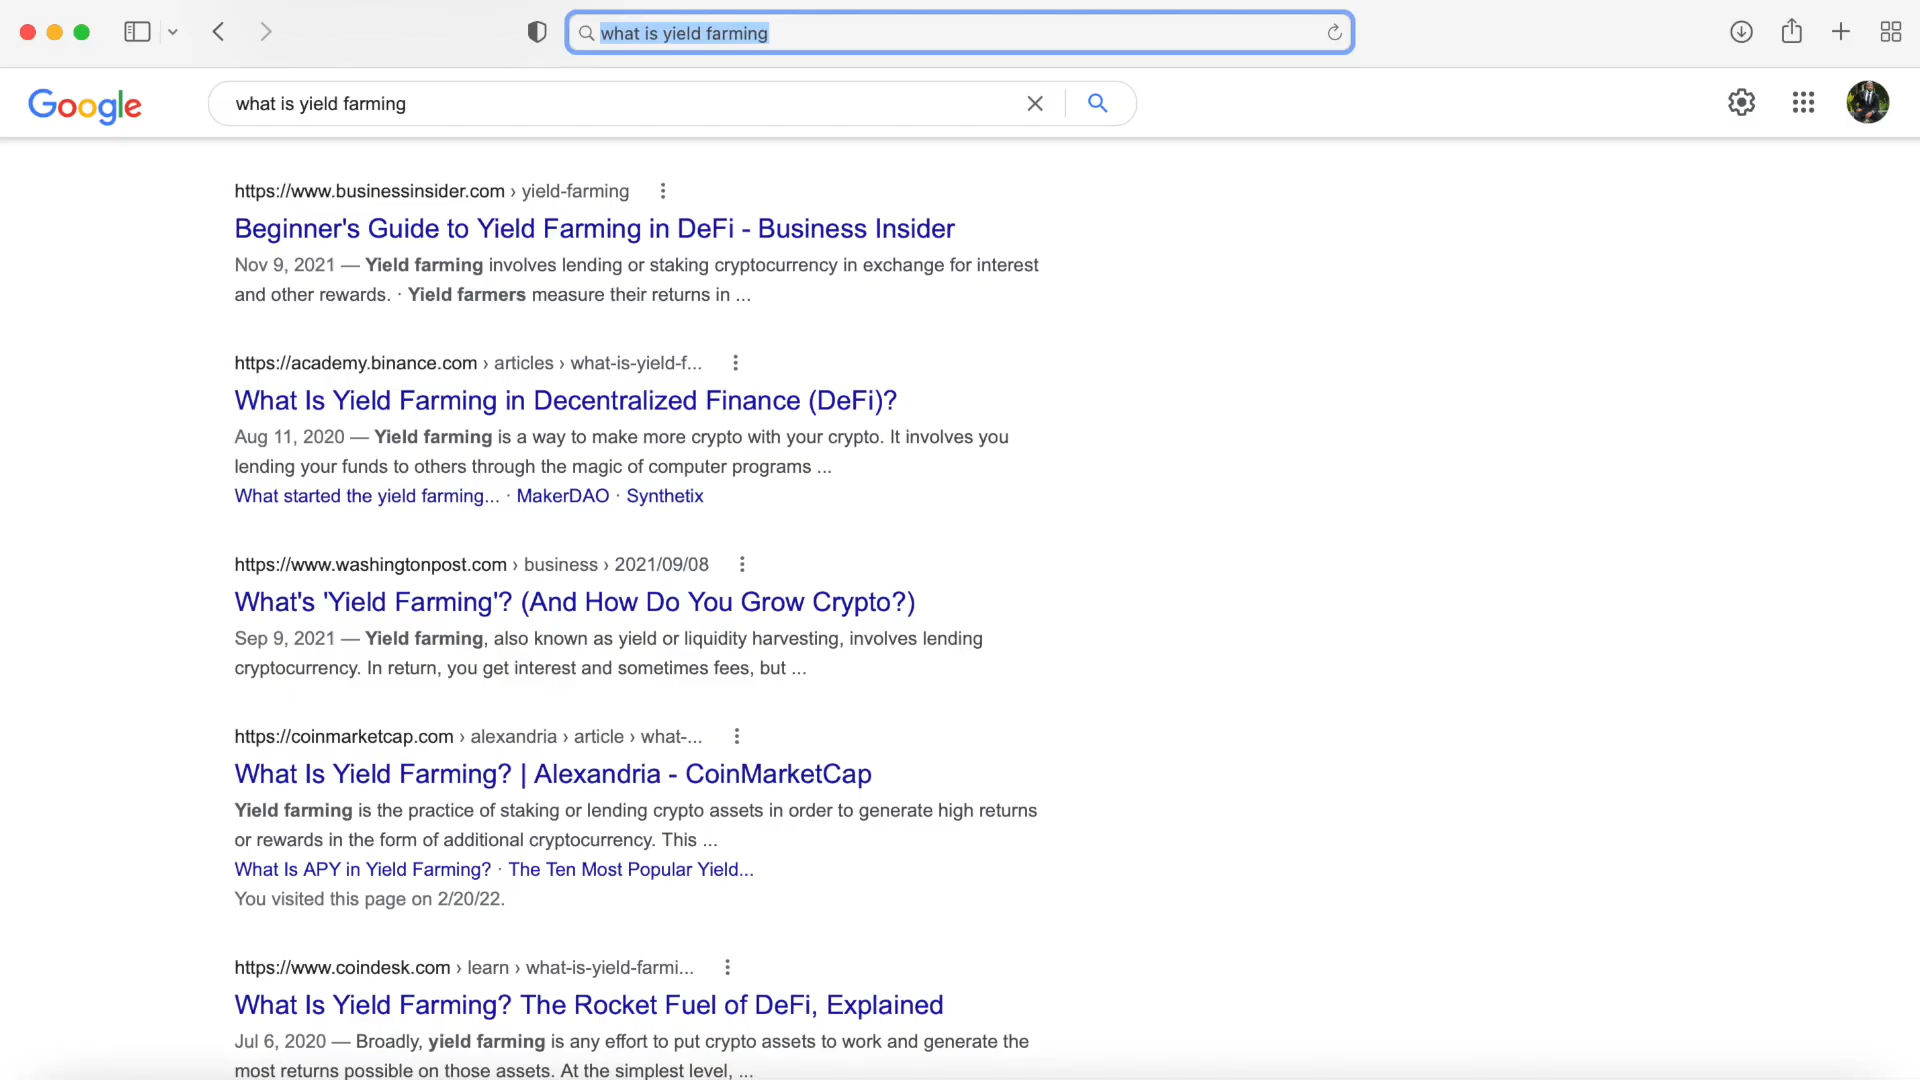 what is yield farming
Google
what is yield farming
https://www.businessinsider.com › yield-farming
Beginner's Guide to Yield Farming in DeFi - Business Insider
Nov 9, 2021 — Yield farming involves lending or staking cryptocurrency in exchange for interest
and other rewards. · Yield farmers measure their returns in ...
https://academy.binance.com › articles › what-is-yield-f...
What Is Yield Farming in Decentralized Finance (DeFi)?
Aug 11, 2020 — Yield farming is a way to make more crypto with your crypto. It involves you
lending your funds to others through the magic of computer programs ...
What started the yield farming... · MakerDAO · Synthetix
https://www.washingtonpost.com › business › 2021/09/08
What's 'Yield Farming'? (And How Do You Grow Crypto?)
Sep 9, 2021 — Yield farming, also known as yield or liquidity harvesting, involves lending
cryptocurrency. In return, you get interest and sometimes fees, but ...
https://coinmarketcap.com › alexandria › article › what-...
What Is Yield Farming? | Alexandria - CoinMarketCap
Yield farming is the practice of staking or lending crypto assets in order to generate high returns
or rewards in the form of additional cryptocurrency. This ...
What Is APY in Yield Farming? · The Ten Most Popular Yield...
You visited this page on 2/20/22.
https://www.coindesk.com › learn › what-is-yield-farmi...
What Is Yield Farming? The Rocket Fuel of DeFi, Explained
Jul 6, 2020 — Broadly, yield farming is any effort to put crypto assets to work and generate the
most returns possible on those assets. At the simplest level, ...